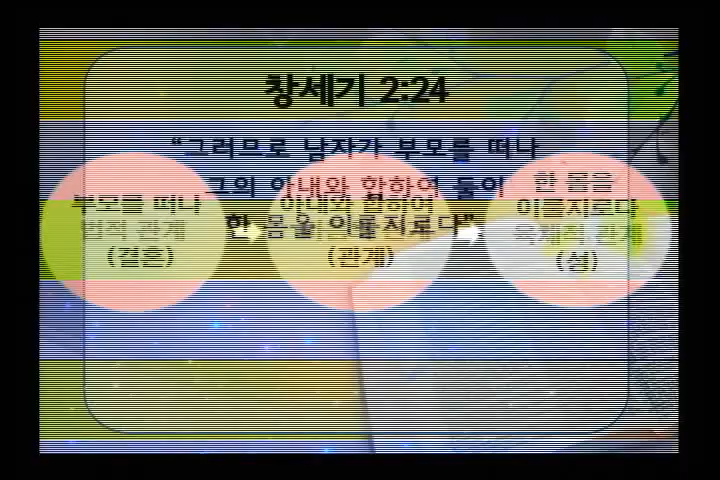 창세기 2:24
“그러므로 남자가 부모를 떠나
그의 아내와 합하여 둘이
한 몸을 이룰지로다”
부모를 떠나
법적 관계
(결혼)
아내와 합하여
(관계)
한 몸을
이룰지로다
육체적 관계
(성)